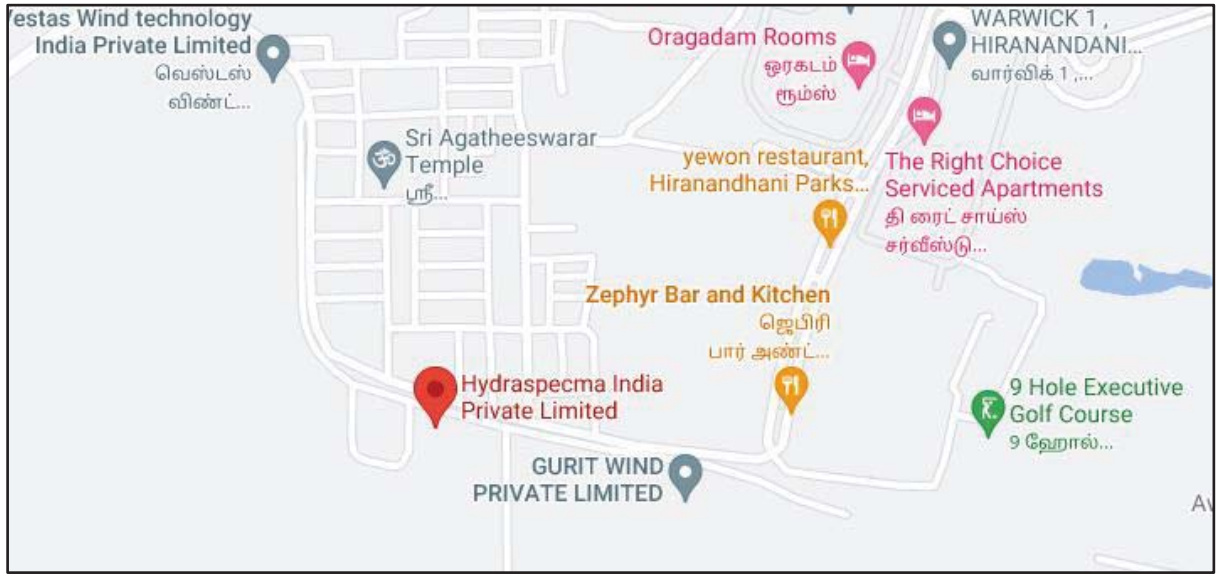 Vestas Wind technology
India Private Limited
வெஸ்டஸ்
விண்ட்...
Oragadam Rooms
ஒரகடம்
ரூம்ஸ்
WARWICK 1 ,
HIRANANDANI...
வார்விக் 1 ,...
Sri Agatheeswarar
Temple
ஸ்ரீ...
yewon restaurant,
Hiranandhani Parks...
The Right Choice
Serviced Apartments
தி ரைட் சாய்ஸ்
சர்வீஸ்டு...
Zephyr Bar and Kitchen
ஜெபிரி
பார் அண்ட்...
Hydraspecma India
Private Limited
9 Hole Executive
Golf Course
9 ஹோல்...
GURIT WIND
PRIVATE LIMITED